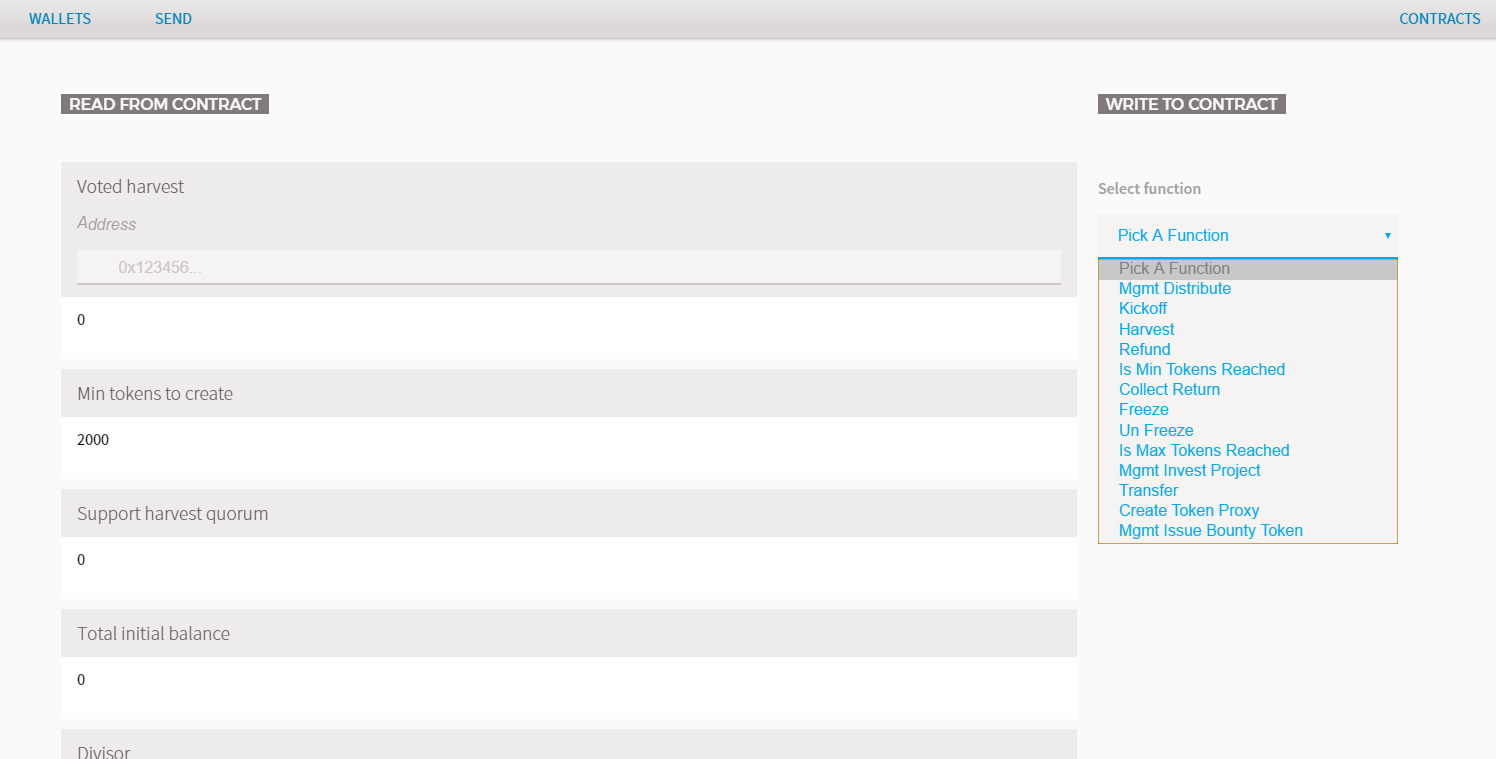 WALLETS
SEND
CONTRACTS
READ FROM CONTRACT
Voted harvest
Address
0x123456...
0
Min tokens to create
2000
Support harvest quorum
0
Total initial balance
0
Divisor
WRITE TO CONTRACT
Select function
Pick A Function
Pick A Function
Mgmt Distribute
Kickoff
Harvest
Refund
Is Min Tokens Reached
Collect Return
Freeze
Un Freeze
Is Max Tokens Reached
Mgmt Invest Project
Transfer
Create Token Proxy
Mgmt Issue Bounty Token